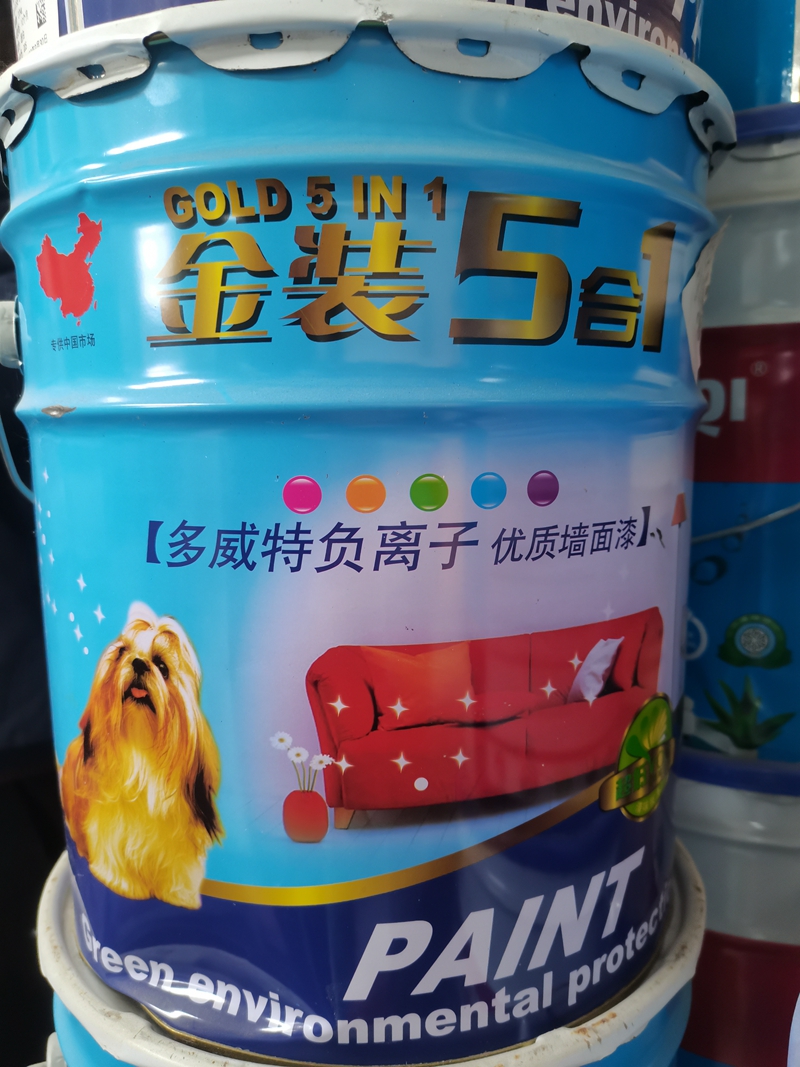 GOLD 5 IN 1
金装5合1
专供中国市场
【多威特负离子 优质墙面漆】
PAINT
Green environmental protec
QI®